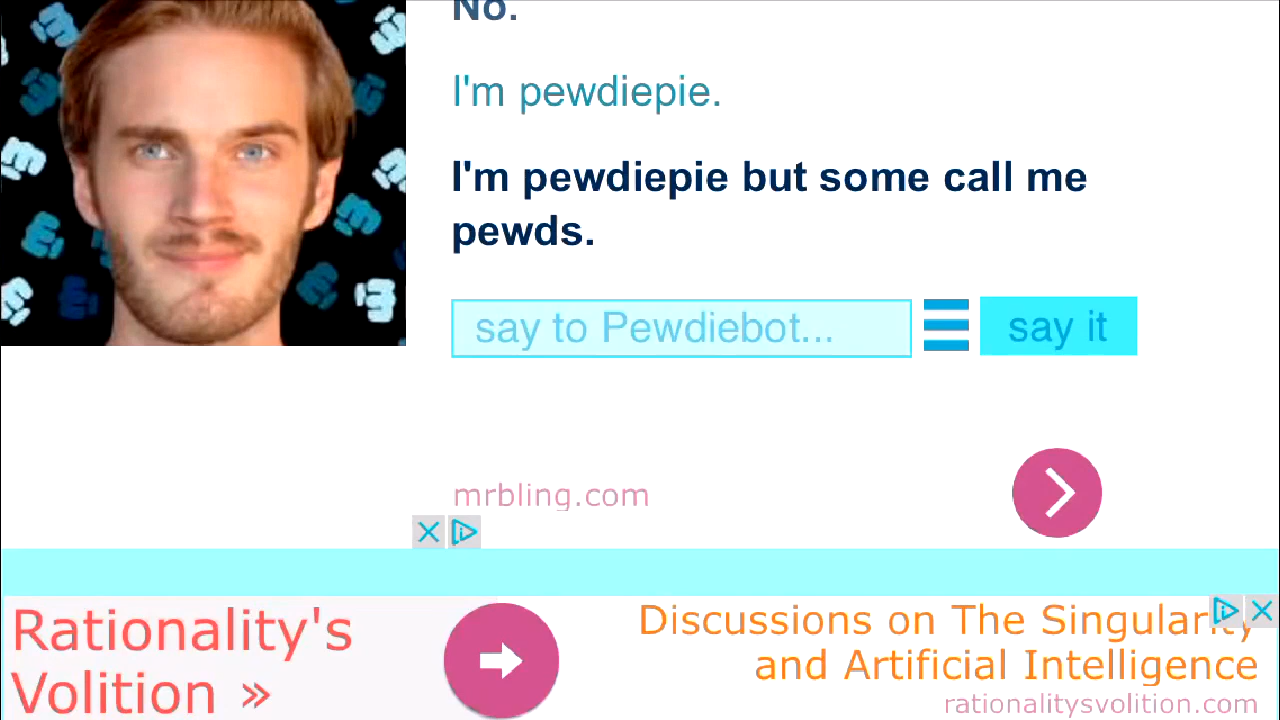 No.
I'm pewdiepie.
I'm pewdiepie but some call me
pewds.
say to Pewdiebot...
say it
mrbling.com
Rationality's
Volition »
Discussions on The Singularity
and Artificial Intelligence
rationalitysvolition.com